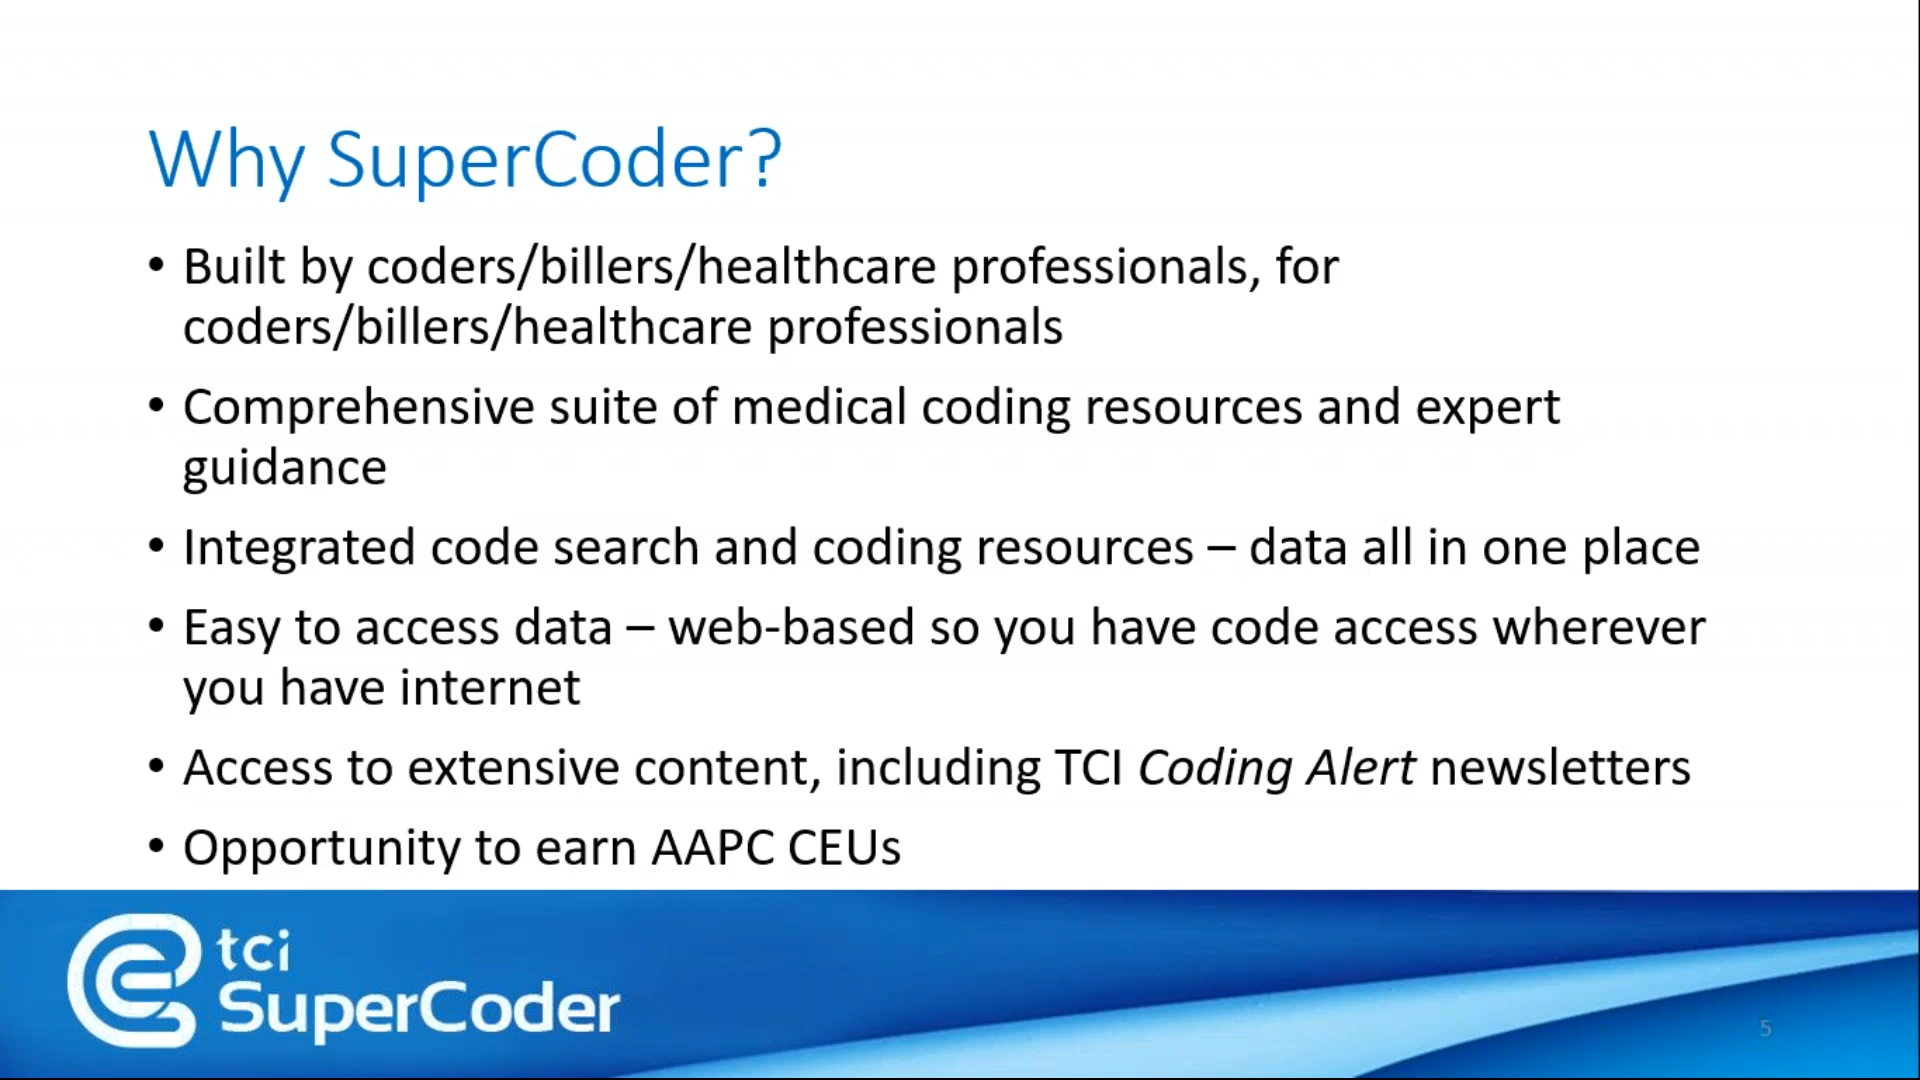 Why SuperCoder?
• Built by coders/billers/healthcare professionals, for
coders/billers/healthcare professionals
• Comprehensive suite of medical coding resources and expert
guidance
• Integrated code search and coding resources – data all in one place
• Easy to access data – web-based so you have code access wherever
you have internet
• Access to extensive content, including TCI Coding Alert newsletters
• Opportunity to earn AAPC CEUs
tci
SuperCoder
5